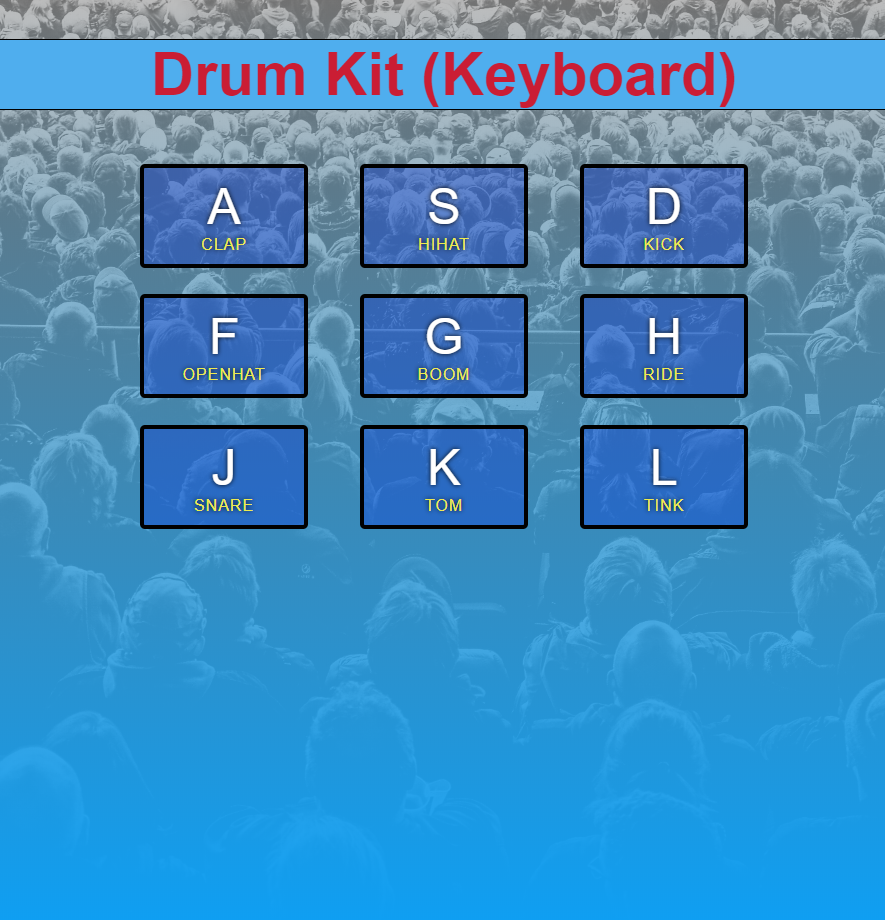 Drum Kit (Keyboard)
A
CLAP
S
HIHAT
D
KICK
F
OPENHAT
G
BOOM
H
RIDE
J
SNARE
K
TOM
L
TINK